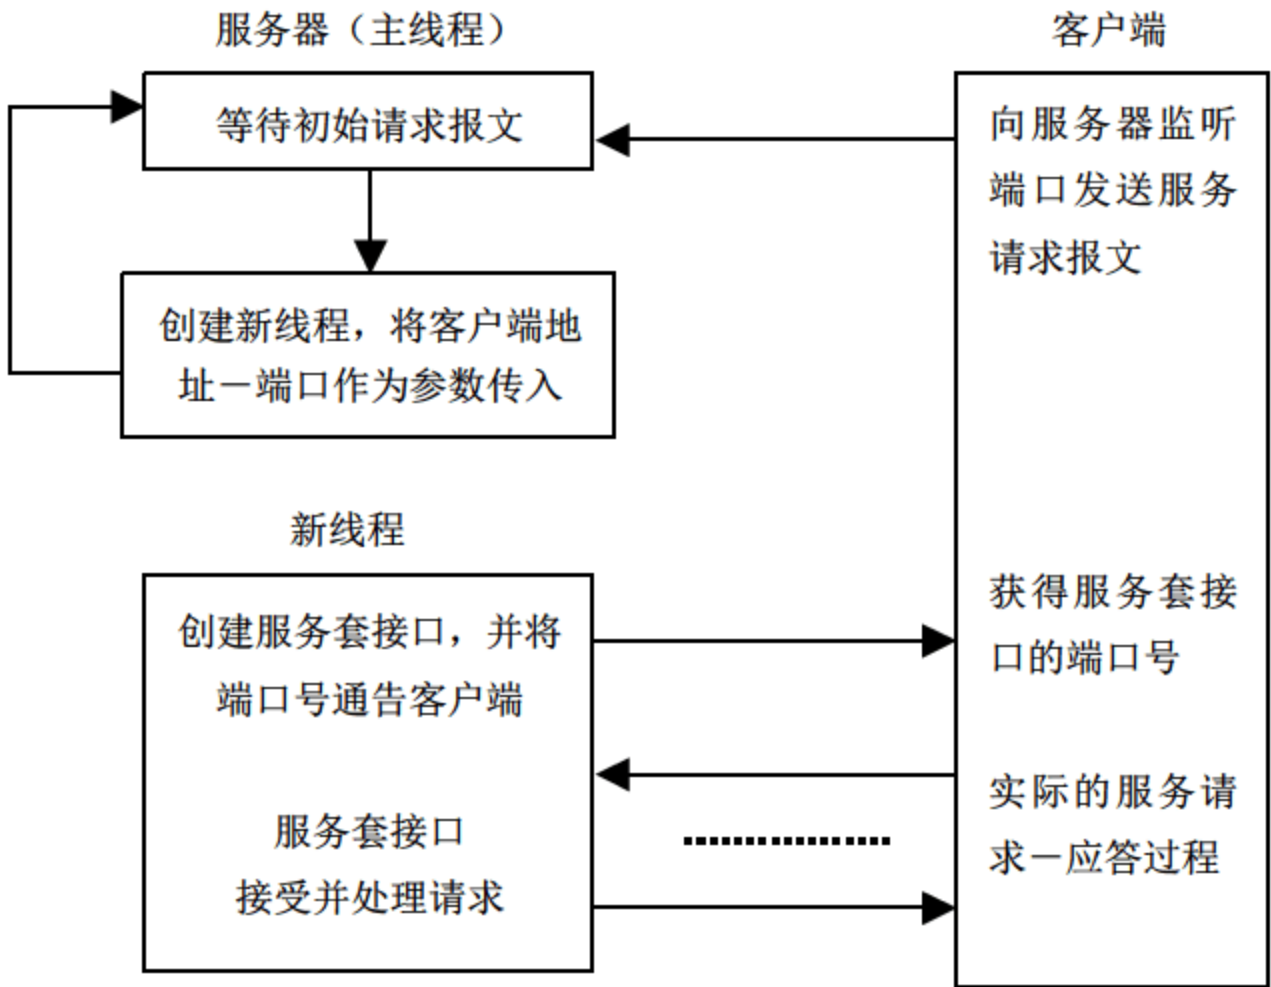 服务器（主线程）
客户端
等待初始请求报文
向服务器监听
端口发送服务
请求报文
创建新线程，将客户端地
址－端口作为参数传入
新线程
创建服务套接口，并将
端口号通告客户端
获得服务套接
口的端口号
服务套接口
接受并处理请求
实际的服务请
求－应答过程